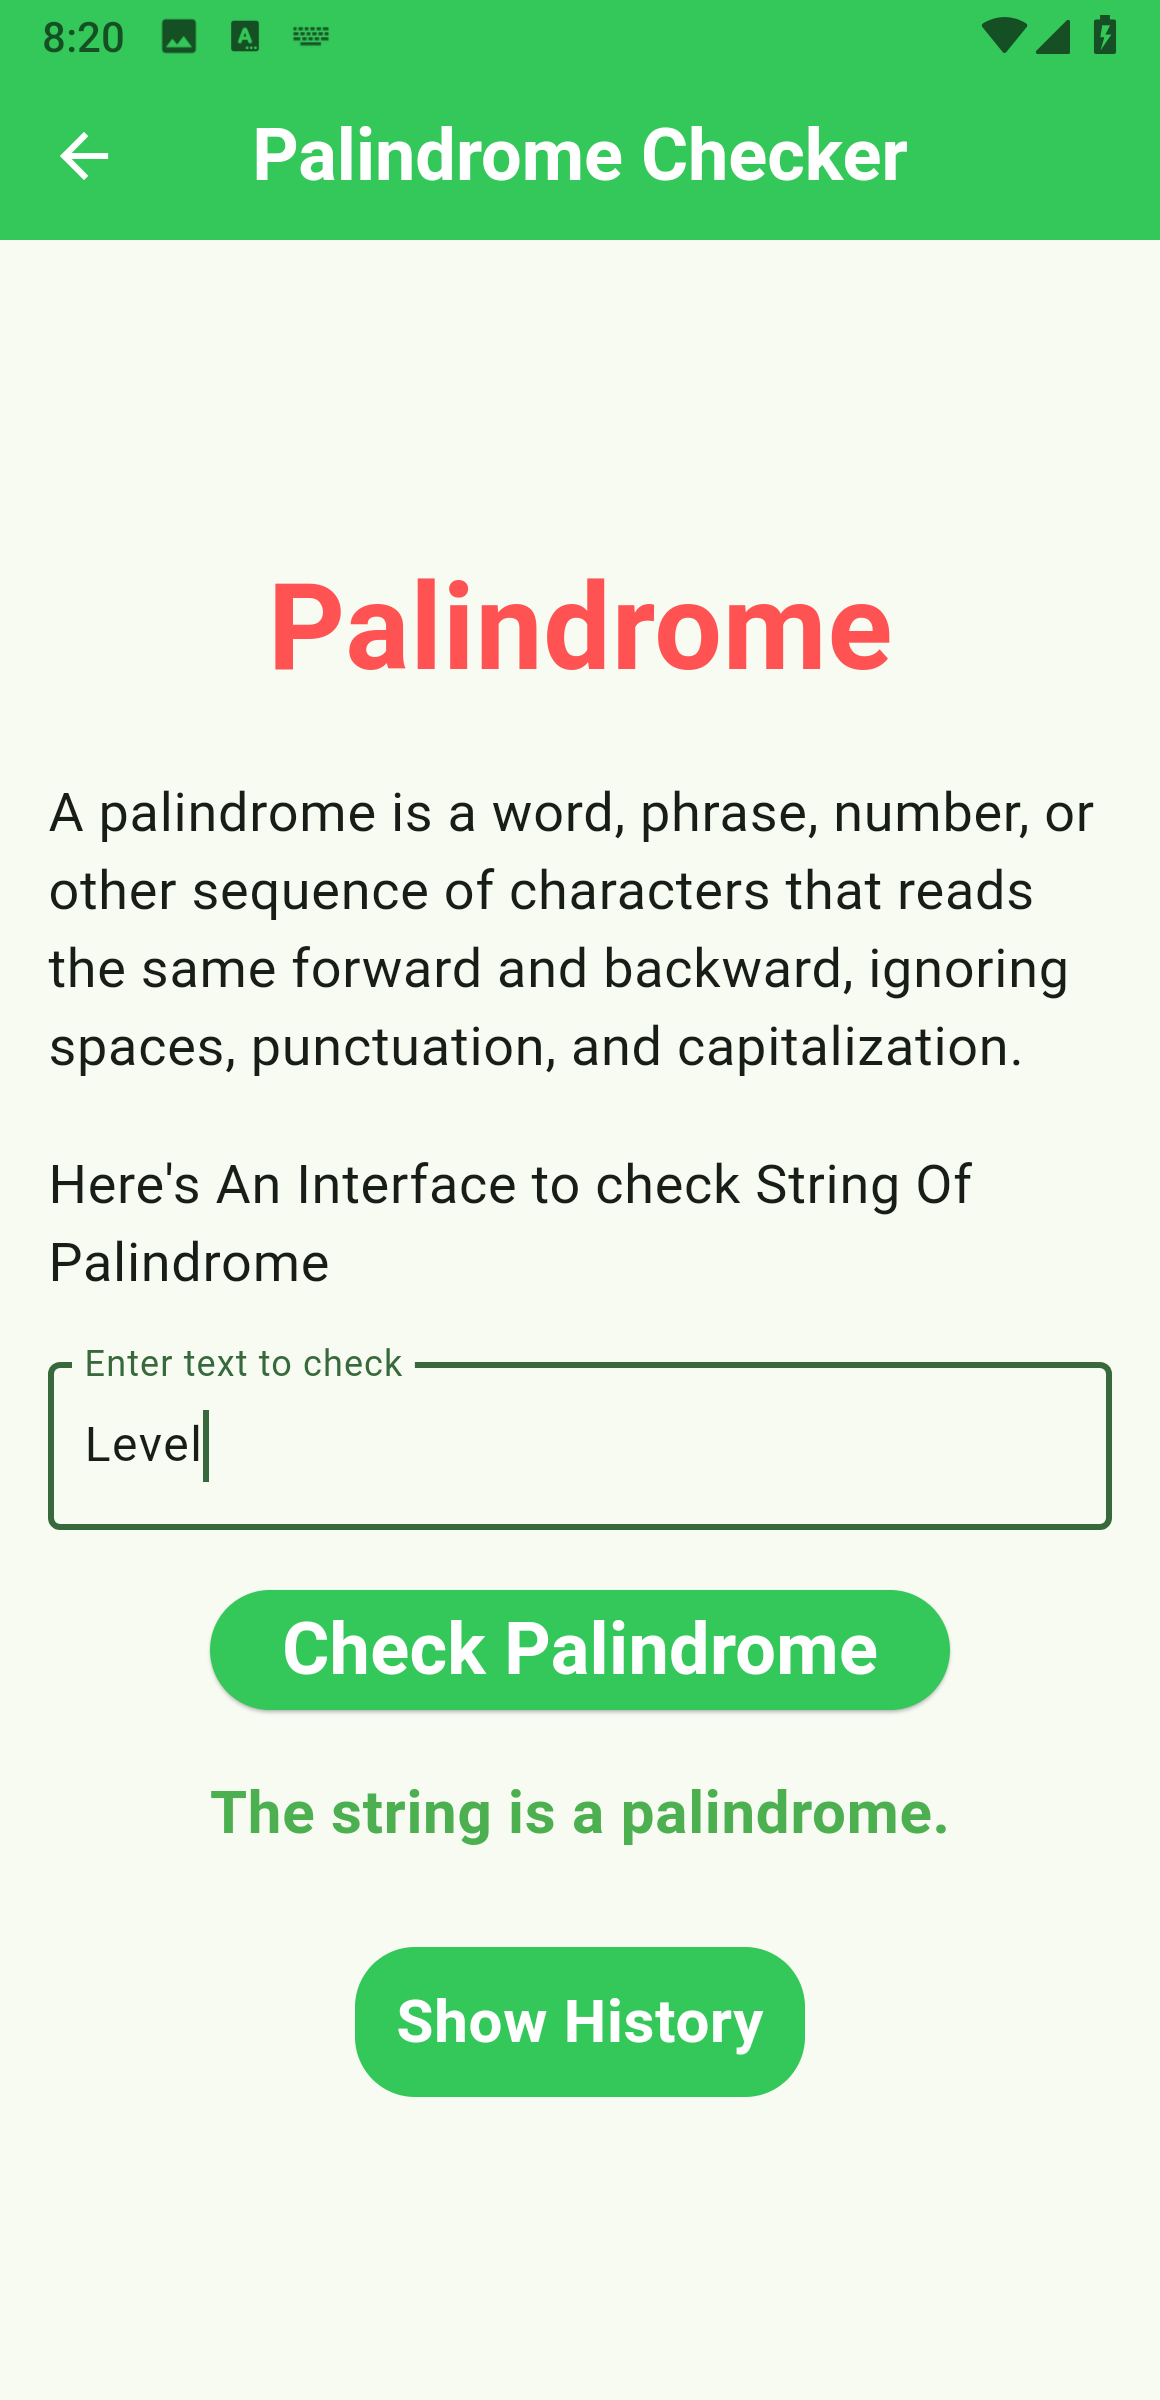 8:20
Palindrome Checker
Palindrome
A palindrome is a word, phrase, number, or
other sequence of characters that reads
the same forward and backward, ignoring
spaces, punctuation, and capitalization.
Here's An Interface to check String Of
Palindrome
Enter text to check
Level
Check Palindrome
The string is a palindrome.
Show History